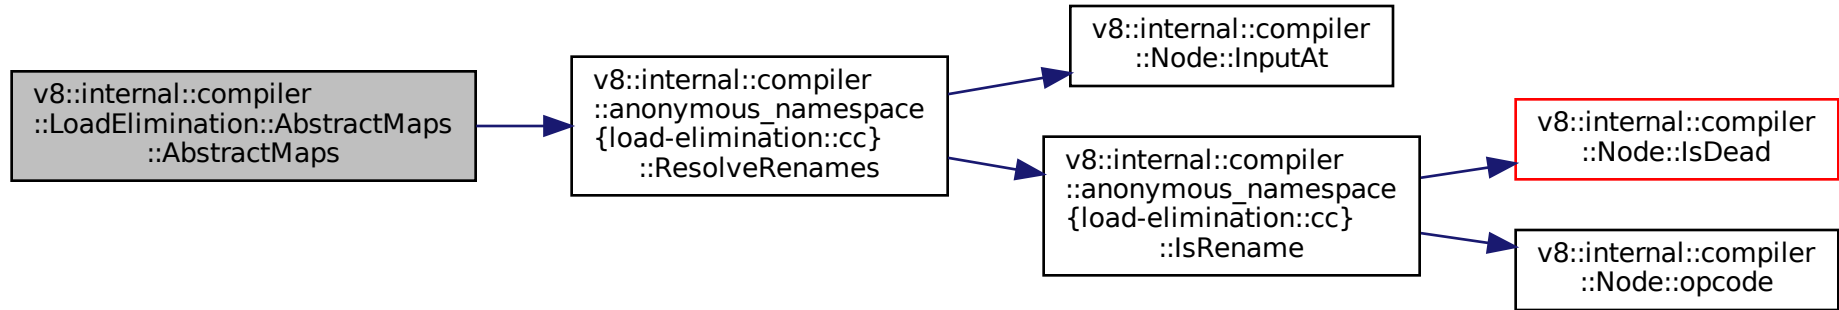 v8::internal::compiler
::LoadElimination::AbstractMaps
::AbstractMaps
v8::internal::compiler
::anonymous_namespace
{load-elimination::cc}
::ResolveRenames
v8::internal::compiler
::Node::InputAt
v8::internal::compiler
::anonymous_namespace
{load-elimination::cc}
::IsRename
v8::internal::compiler
::Node::IsDead
v8::internal::compiler
::Node::opcode